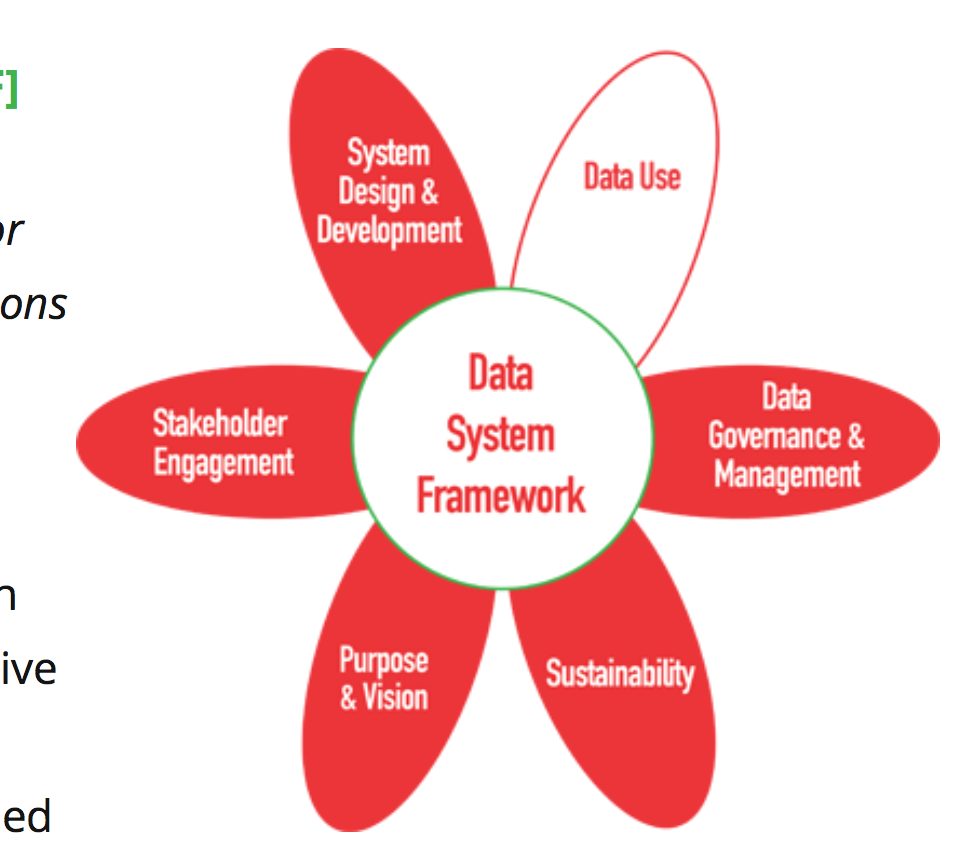 F]
or
ons
n
ive
ed
System
Design &
Development
Data Use
Stakeholder
Engagement
Data
System
Framework
Data
Governance &
Management
Purpose
& Vision
Sustainability